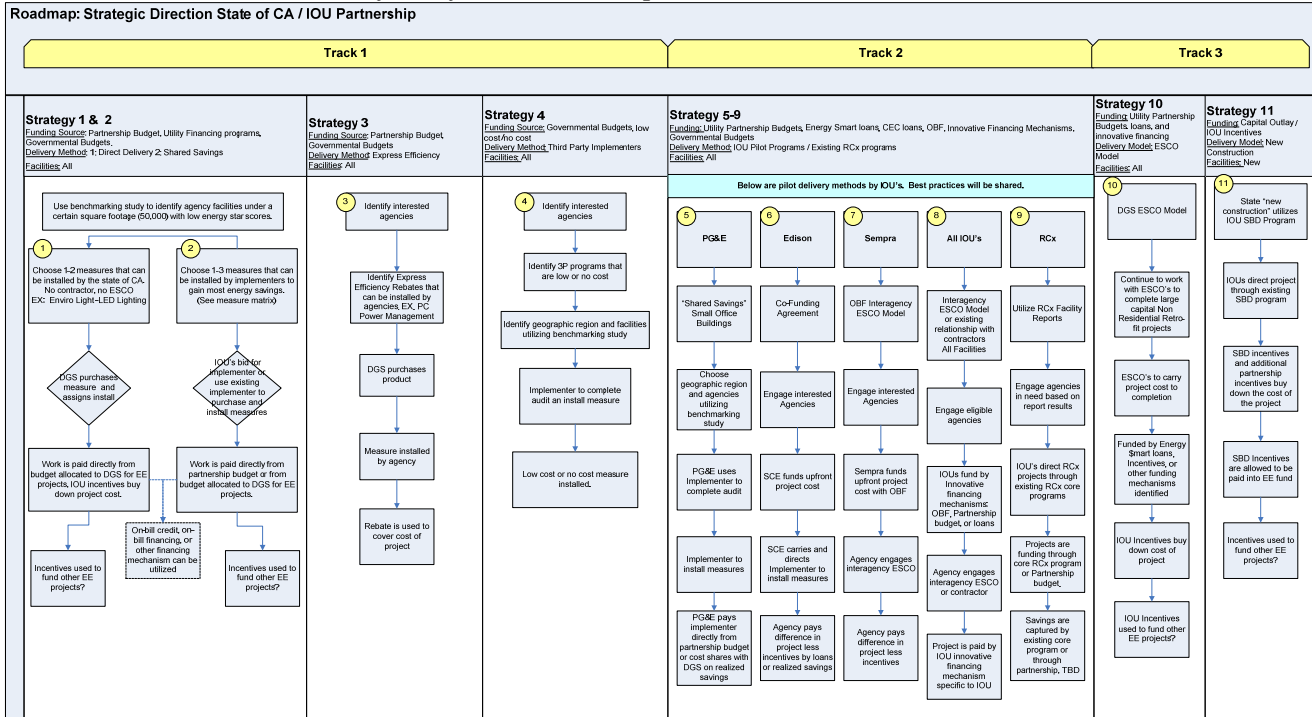 Roadmap: Strategic Direction State of CA / IOU Partnership
Track 1
Track 2
Track 3
Strategy 1 & 2
Funding Source: Partnership Budget, Utility Financing programs,
Governmental Budgets,
Delivery Method: 1; Direct Delivery 2; Shared Savings
Facilities: All
Strategy 3
Funding Source: Partnership Budget,
Governmental Budgets
Delivery Method: Express Efficiency
Facilities: All
Strategy 4
Funding Source: Governmental Budgets, low
cost/no cost
Delivery Method: Third Party Implementers
Facilities: All
Strategy 5-9
Funding: Utility Partnership Budgets, Energy Smart loans, CEC loans, OBF, Innovative Financing Mechanisms,
Governmental Budgets
Delivery Method: IOU Pilot Programs / Existing RCx programs
Facilities: All
Strategy 10
Funding: Utility Partnership
Budgets, loans, and
innovative financing
Delivery Model: ESCO
Model
Facilities: All
Strategy 11
Funding: Capital Outlay /
IOU Incentives
Delivery Model: New
Construction
Facilities: New
Use benchmarking study to identify agency facilities under a
certain square footage (50,000) with low energy star scores.
1
Choose 1-2 measures that can
be installed by the state of CA.
No contractor, no ESCO
EX: Enviro Light-LED Lighting
DGS purchases
measure and
assigns install
Work is paid directly from
budget allocated to DGS for EE
projects. IOU incentives buy
down project cost.
Incentives used to
fund other EE
projects?
On-bill credit, on-
bill financing, or
other financing
mechanism can be
utilized
2
Choose 1-3 measures that can
be installed by implementers to
gain most energy savings.
(See measure matrix)
IOU's bid for
implementer or
use existing
implementer to
purchase and
install measures
Work is paid directly from
partnership budget or from
budget allocated to DGS for EE
projects.
Incentives used to
fund other EE
projects?
3
Identify interested
agencies
Identify Express
Efficiency Rebates that
can be installed by
agencies, EX. PC
Power Management
DGS purchases
product
Measure installed
by agency
Rebate is used to
cover cost of
project
4
Identify interested
agencies
Identify 3P programs
that are low or no cost
Identify geographic region and facilities
utilizing benchmarking study
Implementer to complete
audit an install measure
Low cost or no cost measure
installed.
Below are pilot delivery methods by IOU's. Best practices will be shared.
5
PG&E
"Shared Savings"
Small Office
Buildings
Choose
geographic region
and agencies
utilizing
benchmarking
study
PG&E uses
Implementer to
complete audit
Implementer to
install measures
PG&E pays
implementer
directly from
partnership budget
or cost shares with
DGS on realized
savings
6
Edison
Co-Funding
Agreement
Engage interested
Agencies
SCE funds upfront
project cost
SCE carries and
directs
Implementer to
install measures
Agency pays
difference in
project less
incentives by loans
or realized savings
7
Sempra
OBF Interagency
ESCO Model
Engage interested
Agencies
Sempra funds
upfront project
cost with OBF
Agency engages
interagency ESCO
Agency pays
difference in
project less
incentives
8
All IOU's
Interagency
ESCO Model
or existing
relationship with
contractors
All Facilities
Engage eligible
agencies
IOUs fund by
Innovative
financing
mechanisms:
OBF, Partnership
budget, or loans
Agency engages
interagency ESCO
or contractor
Project is paid by
IOU innovative
financing
mechanism
specific to IOU
9
RCx
Utilize RCx Facility
Reports
Engage agencies
in need based on
report results
IOU's direct RCx
projects through
existing RCx core
programs
Projects are
funding through
core RCx program
or Partnership
budget.
Savings are
captured by
existing core
program or
through
partnership, TBD
10
DGS ESCO Model
Continue to work
with ESCO's to
complete large
capital Non
Residential Retro-
fit projects
ESCO's to carry
project cost to
completion
Funded by Energy
$mart loans,
Incentives, or
other funding
mechanisms
identified
IOU Incentives buy
down cost of
project
IOU Incentives
used to fund other
EE projects?
11
State "new
construction" utilizes
IOU SBD Program
IOUs direct project
through existing
SBD program
SBD incentives
and additional
partnership
incentives buy
down the cost of
the project
SBD Incentives
are allowed to be
paid into EE fund
Incentives used to
fund other EE
projects?